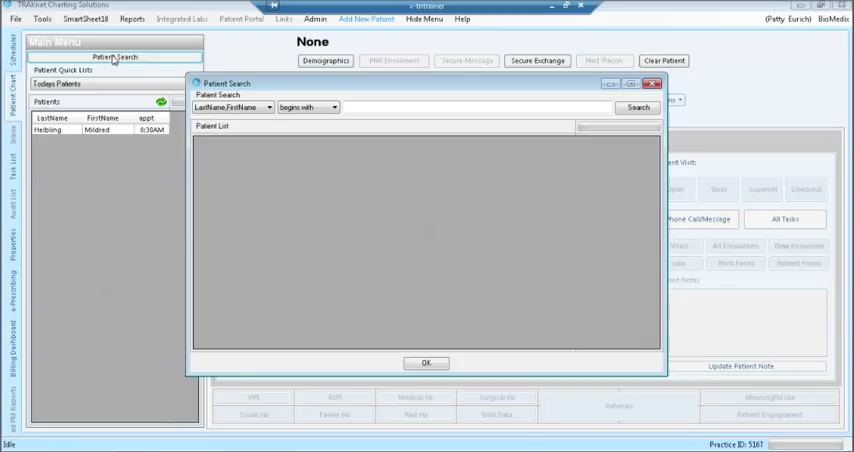 TRAKnet Charting Solutions
v-tntrainer
File Tools SmartSheet10 Reports Integrated Labs Patient Portal Links Admin Add New Patient Hide Menu Help (Patty Eurich) BioMedix
Main Menu
Patient Search
Patient Quick Lists
Todays Patients
Patients
LastName FirstName appt
Helbling Mildred 8:30AM
Scheduler
Patient Chart
Inbox
Task List
Audit List
Properties
e-Prescribing
Billing Dashboard
PM Reports
None
Demographics PHR Enrollment Secure Message Secure Exchange Med Recon Clear Patient
Patient Search
Patient Search
LastName,FirstName begins with Search
Patient List
OK
Visit:
Open Taxes Superbill Checkout
Phone Call/Message All Tasks
Vitals All Encounters New Encounter
Labs Print Forms Patient Forms
Notes
Update Patient Note
HPI ROS Medical Hx Surgical Hx Referrals Meaningful Use
Social Hx Family Hx Past Hx Visit Data Patient Engagement
Idle
Practice ID: 5167